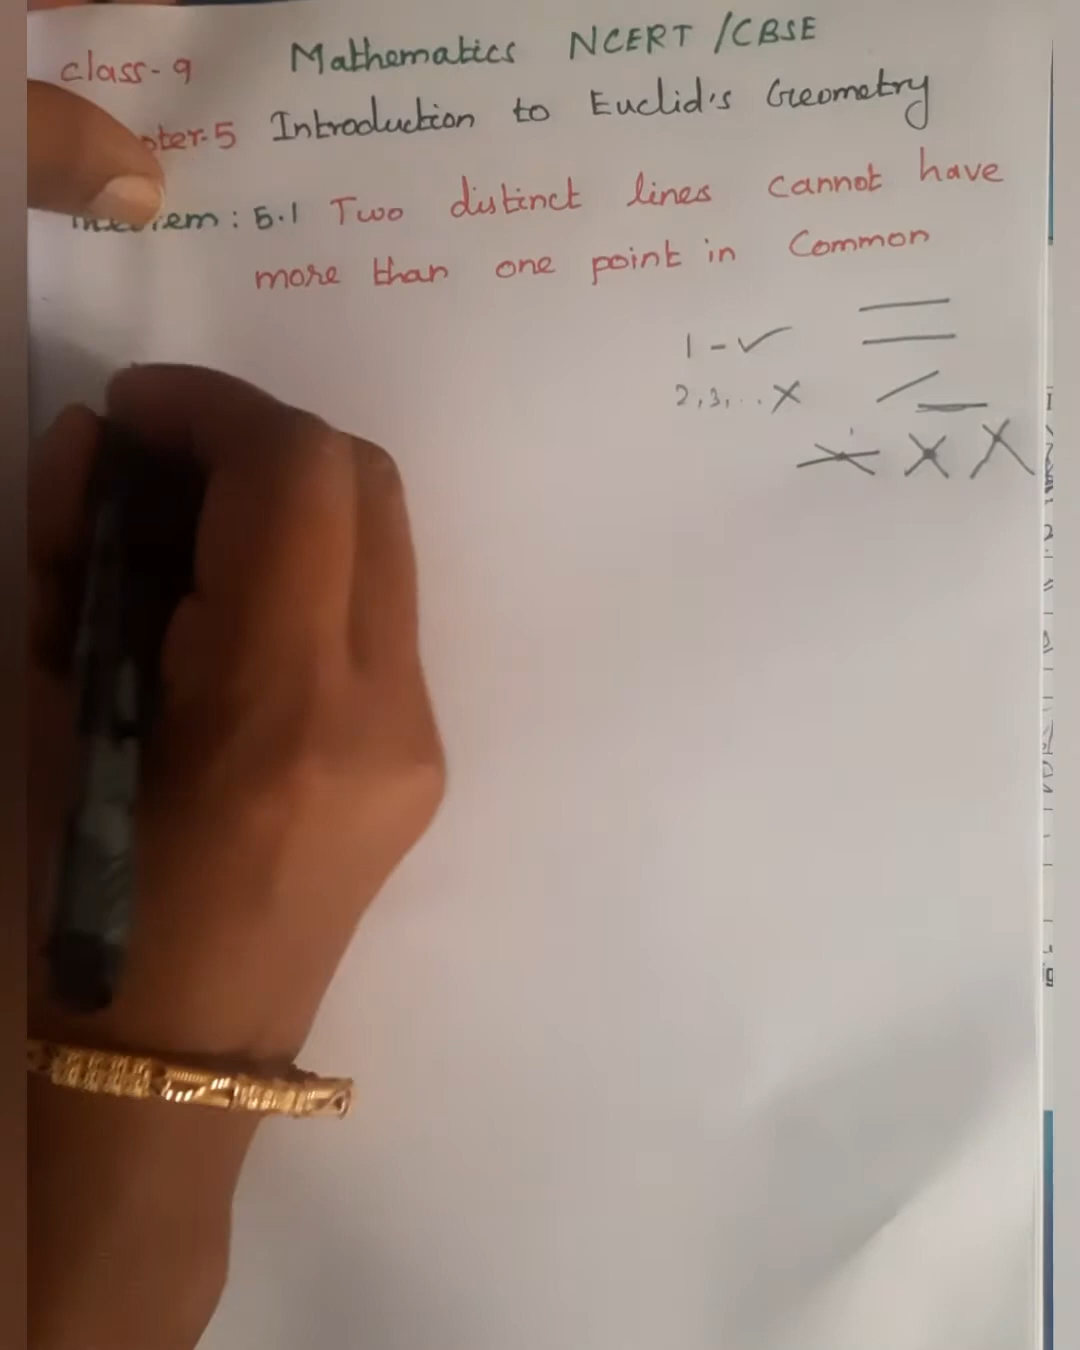 class-9 Mathematics NCERT /CBSE
5 Introduction to Euclid's Geometry
: 5.1 Two distinct lines cannot have
more than one point in Common
1 - ✓
2,3,.. X